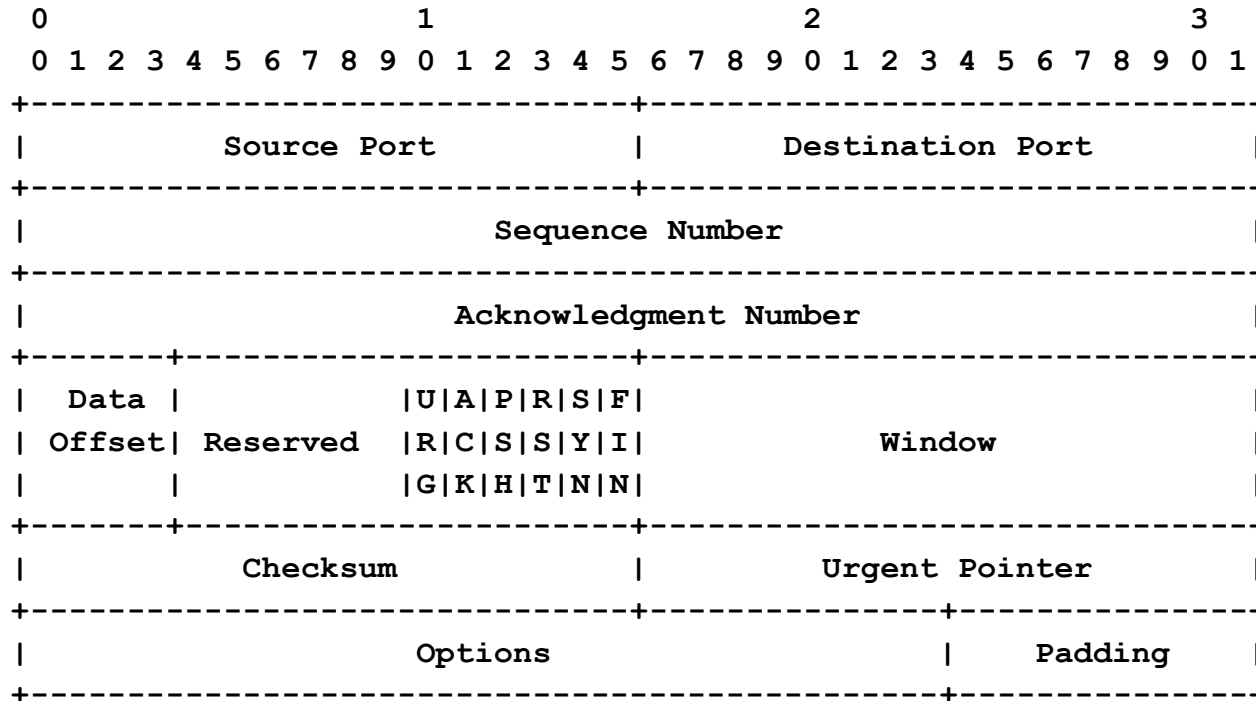 0 1 2 3
0 1 2 3 4 5 6 7 8 9 0 1 2 3 4 5 6 7 8 9 0 1 2 3 4 5 6 7 8 9 0 1
+-------------------------------+-------------------------------
| Source Port | Destination Port |
+-------------------------------+-------------------------------
| Sequence Number |
+---------------------------------------------------------------
| Acknowledgment Number |
+-------+-----------------------+-------------------------------
| Data | |U|A|P|R|S|F| |
| Offset| Reserved |R|C|S|S|Y|I| Window |
| | |G|K|H|T|N|N| |
+-------+-----------------------+-------------------------------
| Checksum | Urgent Pointer |
+-------------------------------+---------------+---------------
| Options | Padding |
+-----------------------------------------------+---------------